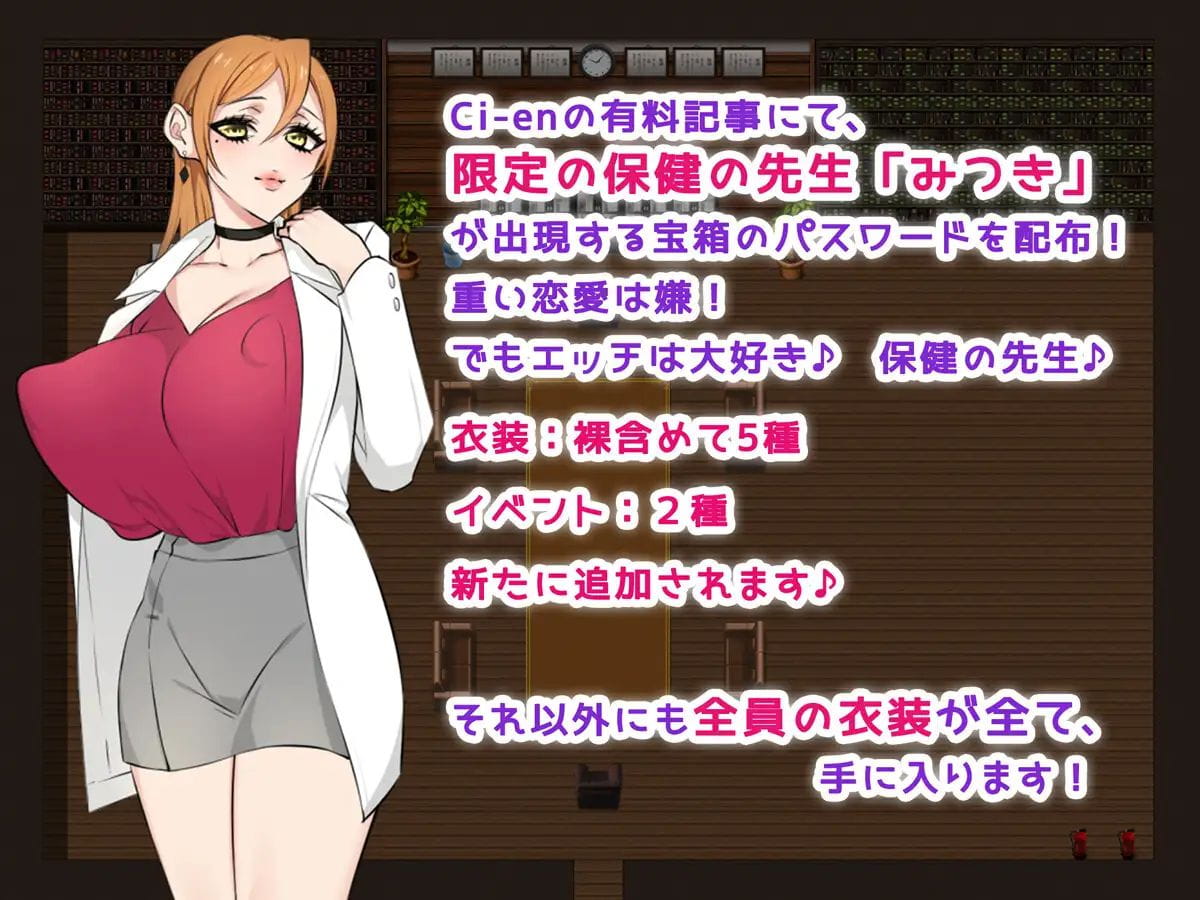 Ci-enの有料記事にて、
限定の保健の先生「みつき」
が出現する宝箱のパスワードを配布！
重い恋愛は嫌！
でもエッチは大好き♪　保健の先生♪
衣装：裸含めて5種
イベント：２種
新たに追加されます♪
それ以外にも全員の衣装が全て、
手に入ります！